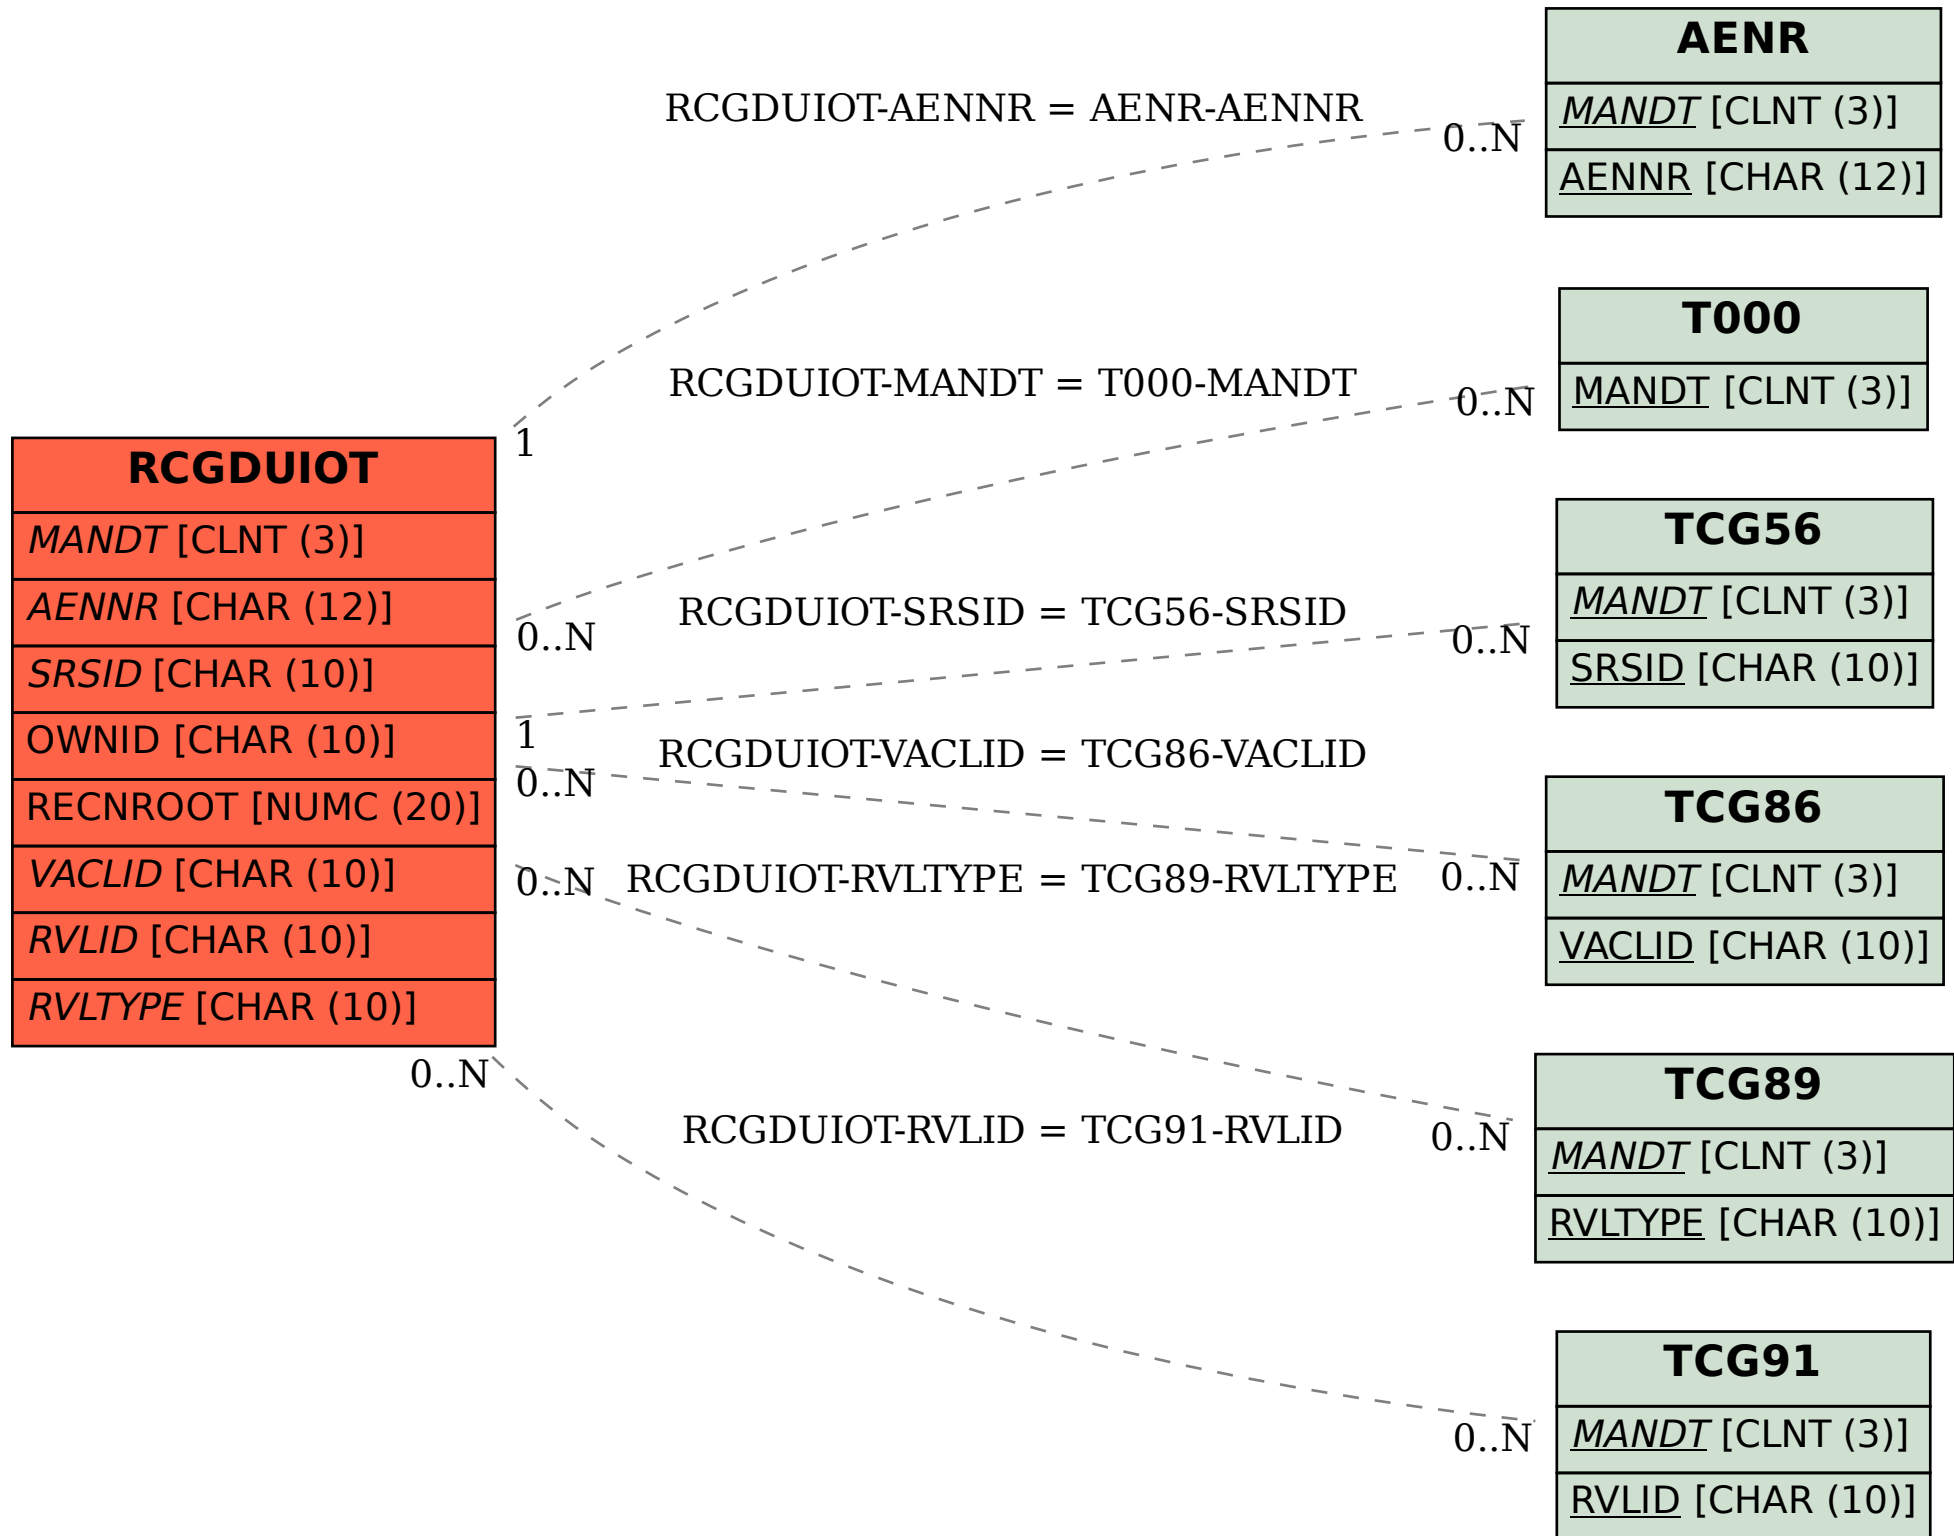 RCGDUIOT
MANDT [CLNT (3)]
AENNR [CHAR (12)]
SRSID [CHAR (10)]
OWNID [CHAR (10)]
RECNROOT [NUMC (20)]
VACLID [CHAR (10)]
RVLID [CHAR (10)]
RVLTYPE [CHAR (10)]
RCGDUIOT-AENNR = AENR-AENNR
0..N
1
RCGDUIOT-MANDT = T000-MANDT
0..N
0..N
RCGDUIOT-SRSID = TCG56-SRSID
0..N
1
RCGDUIOT-VACLID = TCG86-VACLID
0..N
0..N
RCGDUIOT-RVLTYPE = TCG89-RVLTYPE
0..N
0..N
RCGDUIOT-RVLID = TCG91-RVLID
0..N
0..N
AENR
MANDT [CLNT (3)]
AENNR [CHAR (12)]
T000
MANDT [CLNT (3)]
TCG56
MANDT [CLNT (3)]
SRSID [CHAR (10)]
TCG86
MANDT [CLNT (3)]
VACLID [CHAR (10)]
TCG89
MANDT [CLNT (3)]
RVLTYPE [CHAR (10)]
TCG91
MANDT [CLNT (3)]
RVLID [CHAR (10)]